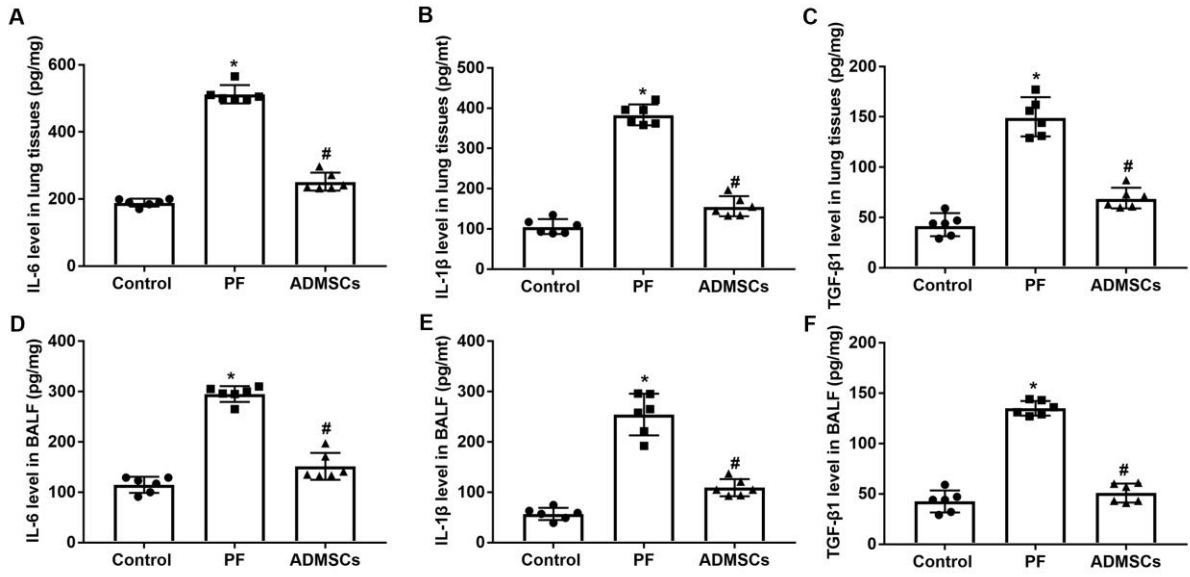 A
IL-6 level in lung tissues (pg/mg)
600
400
200
0
*
#
Control PF ADMSCs
B
IL-1β level in lung tissues (pg/mt)
500
400
300
200
100
0
*
#
Control PF ADMSCs
C
TGF-β1 level in lung tissues (pg/mg)
200
150
100
50
0
*
#
Control PF ADMSCs
D
IL-6 level in BALF (pg/mg)
400
300
200
100
0
*
#
Control PF ADMSCs
E
IL-1β level in BALF (pg/mt)
400
300
200
100
0
*
#
Control PF ADMSCs
F
TGF-β1 level in BALF (pg/mg)
200
150
100
50
0
*
#
Control PF ADMSCs